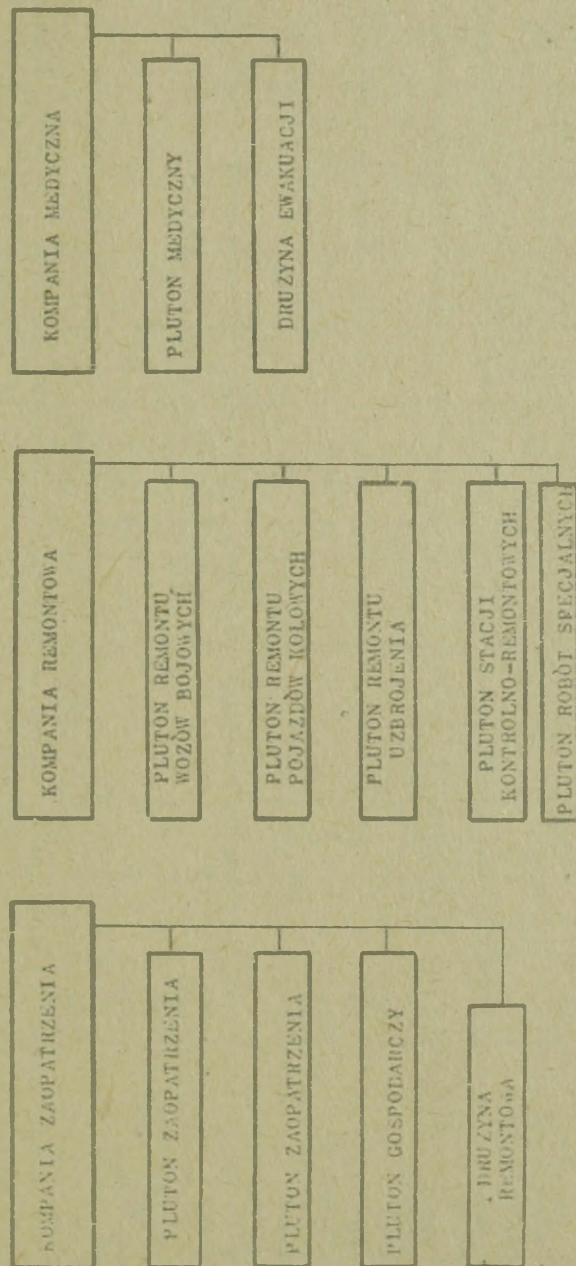 KOMPANIA ZAOPATRZENIA
PLUTON ZAOPATRZENIA
PLUTON ZAOPATRZENIA
PLUTON GOSPODARCZY
DRUŻYNA
REMONTOWA
KOMPANIA REMONTOWA
PLUTON REMONTU
WOZÓW BOJOWYCH
PLUTON REMONTU
POJAZDÓW KOŁOWYCH
PLUTON REMONTU
UZBROJENIA
PLUTON STACJI
KONTROLNO-REMONTOWYCH
PLUTON ROBÓT SPECJALNYCH
KOMPANIA MEDYCZNA
PLUTON MEDYCZNY
DRUŻYNA EWAKUACJI